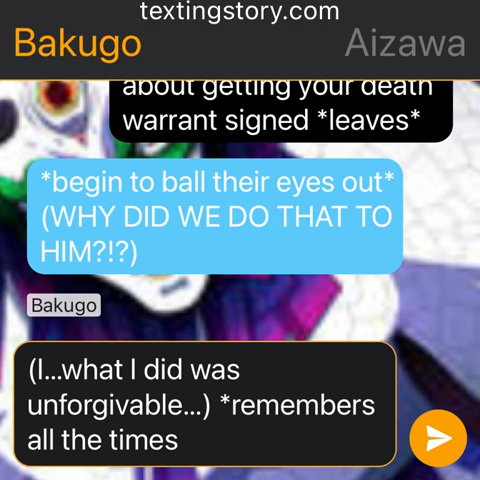 textingstory.com
Bakugo
Aizawa
about getting your death
warrant signed *leaves*
*begin to ball their eyes out*
(WHY DID WE DO THAT TO
HIM?!?)
Bakugo
(I...what I did was
unforgivable...) *remembers
all the times